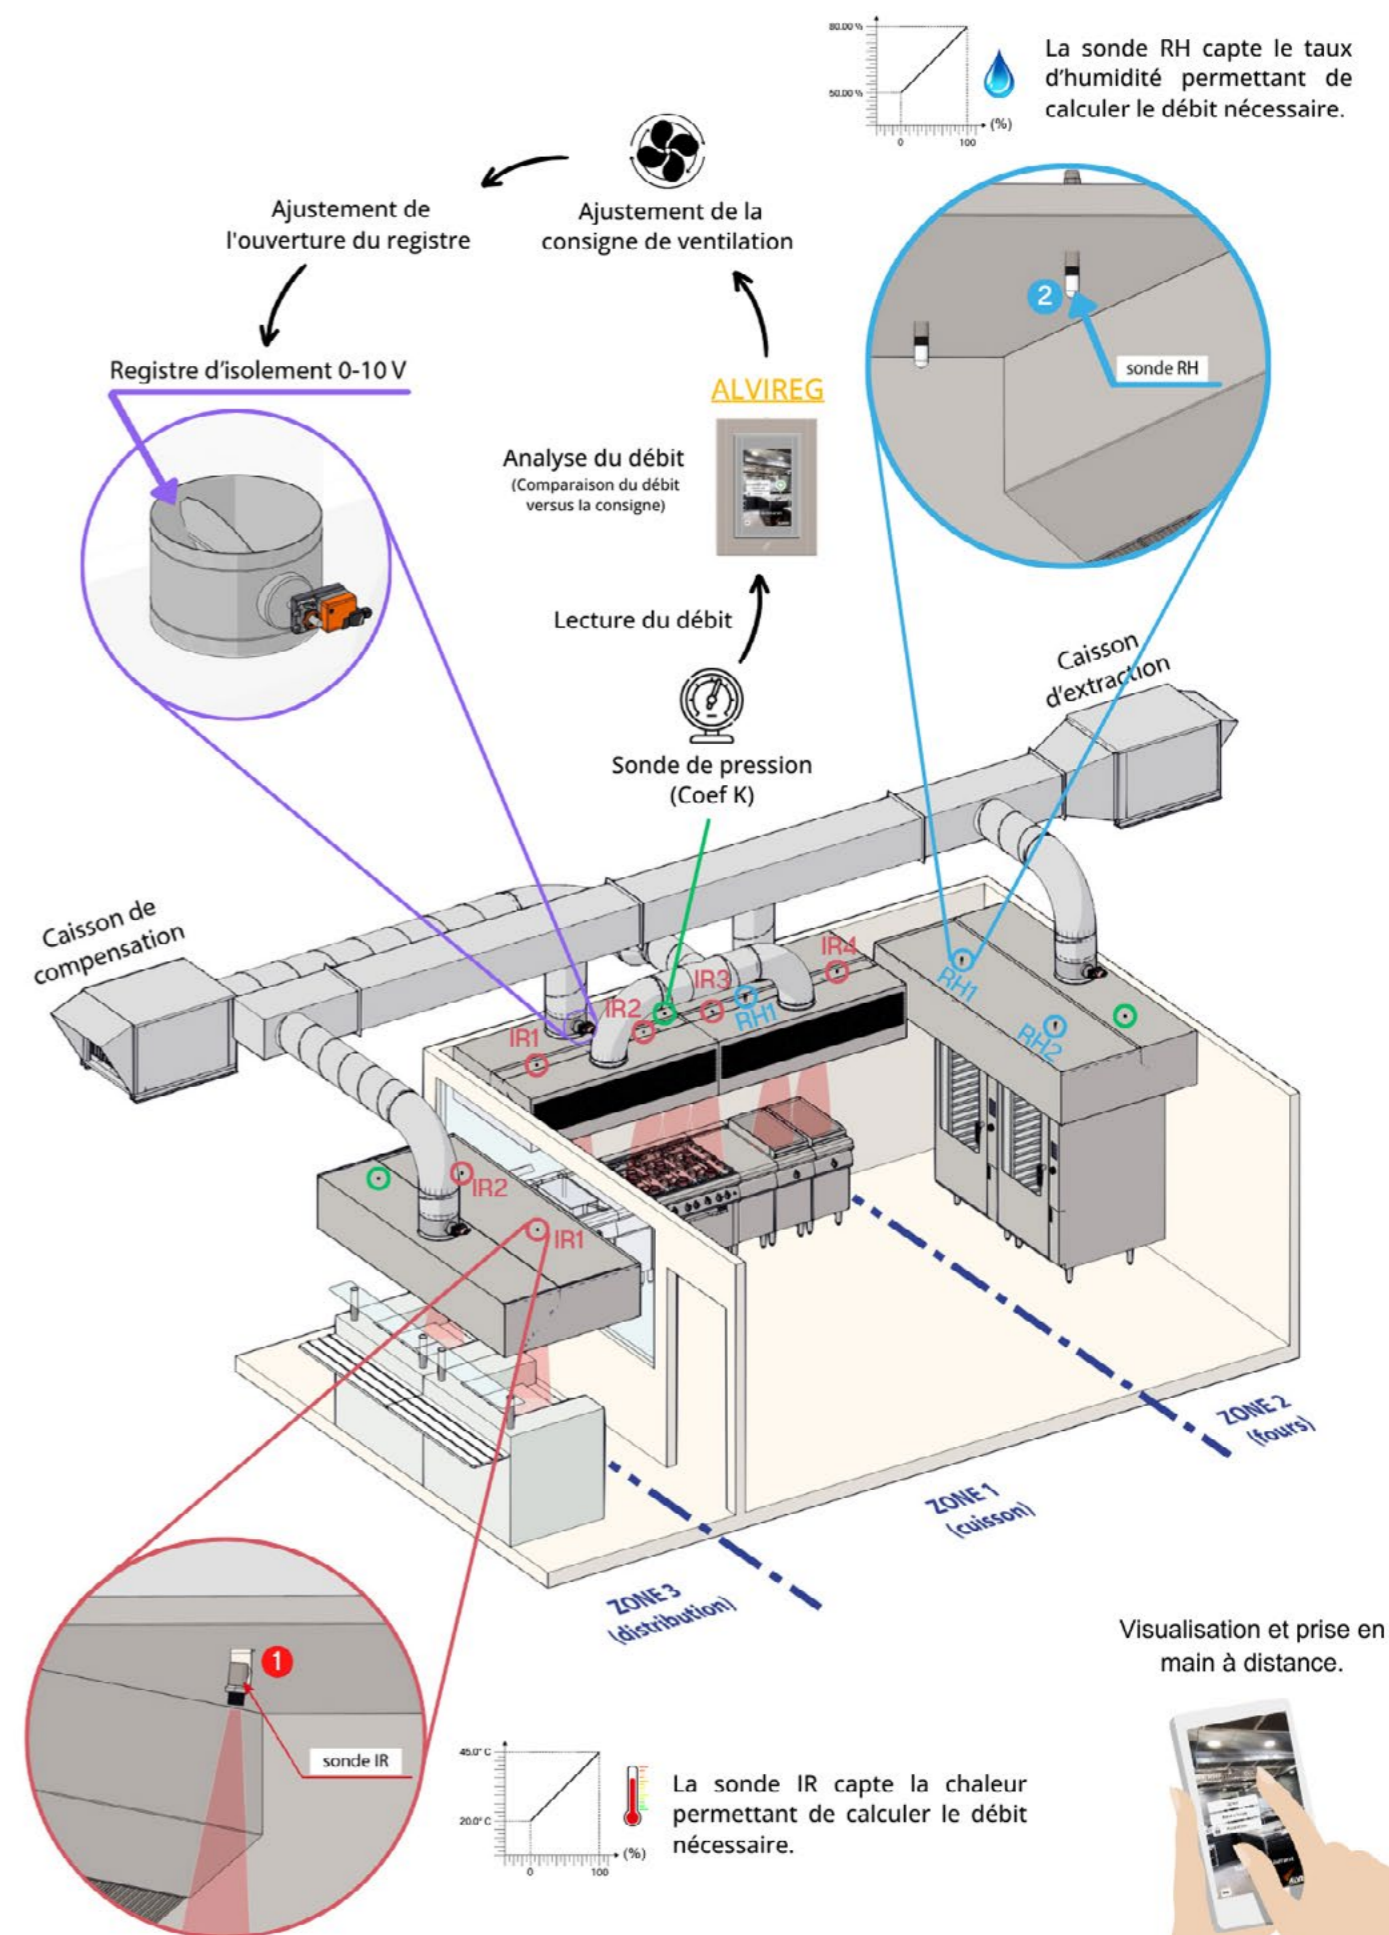 80.00 %
50.00 %
0
100
(%)
La sonde RH capte le taux
d'humidité permettant de
calculer le débit nécessaire.
Ajustement de
l'ouverture du registre
Ajustement de la
consigne de ventilation
2
sonde RH
Registre d'isolement 0-10 V
ALVIREG
Analyse du débit
(Comparaison du débit
versus la consigne)
Lecture du débit
Sonde de pression
(Coef K)
Caisson
d'extraction
Caisson de
compensation
IR1
IR2
IR3
RH1
IR4
RH1
RH2
IR2
IR1
ZONE 2
(fours)
ZONE 1
(cuisson)
ZONE 3
(distribution)
1
sonde IR
45.0° C
20.0° C
0
100
(%)
La sonde IR capte la chaleur
permettant de calculer le débit
nécessaire.
Visualisation et prise en
main à distance.